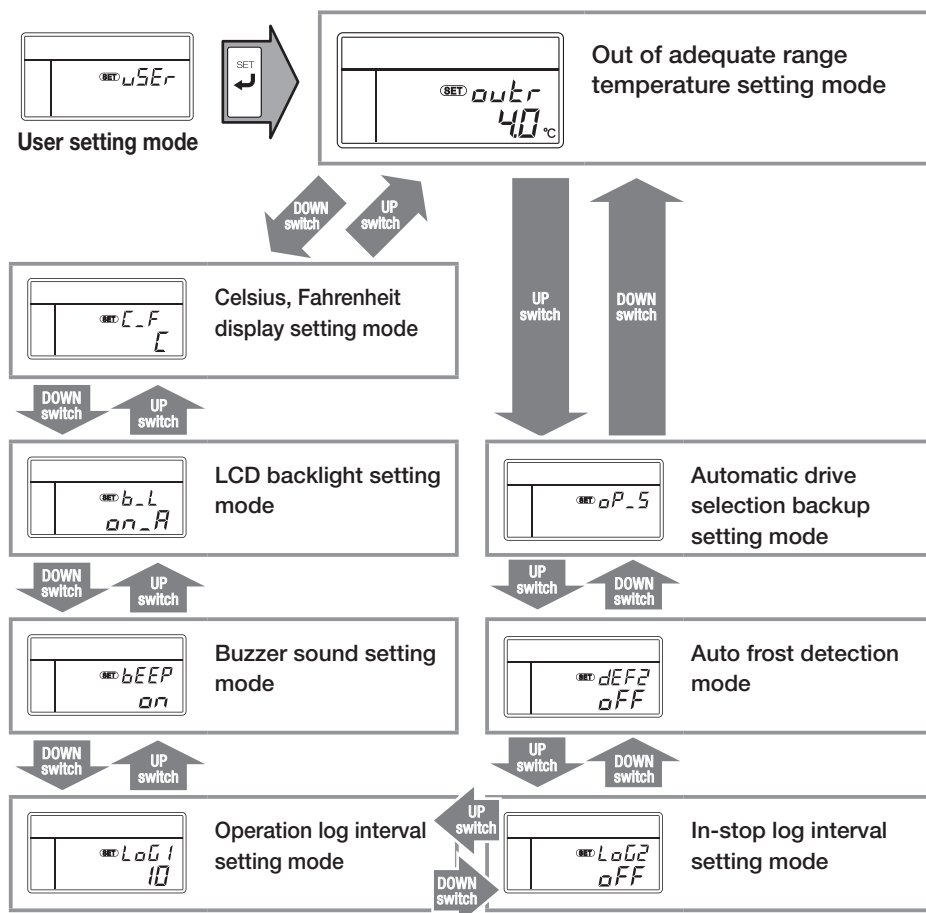 SET uSEr
User setting mode
SET
SET outr
4.0 °C
Out of adequate range
temperature setting mode
DOWN
switch
UP
switch
UP
switch
DOWN
switch
SET C_F
C
Celsius, Fahrenheit
display setting mode
DOWN
switch
UP
switch
SET b_L
on_A
LCD backlight setting
mode
SET oP_S
Automatic drive
selection backup
setting mode
DOWN
switch
UP
switch
UP
switch
DOWN
switch
SET bEEP
on
Buzzer sound setting
mode
SET dEF2
oFF
Auto frost detection
mode
DOWN
switch
UP
switch
UP
switch
DOWN
switch
SET LoG1
10
Operation log interval
setting mode
UP
switch
DOWN
switch
SET LoG2
oFF
In-stop log interval
setting mode